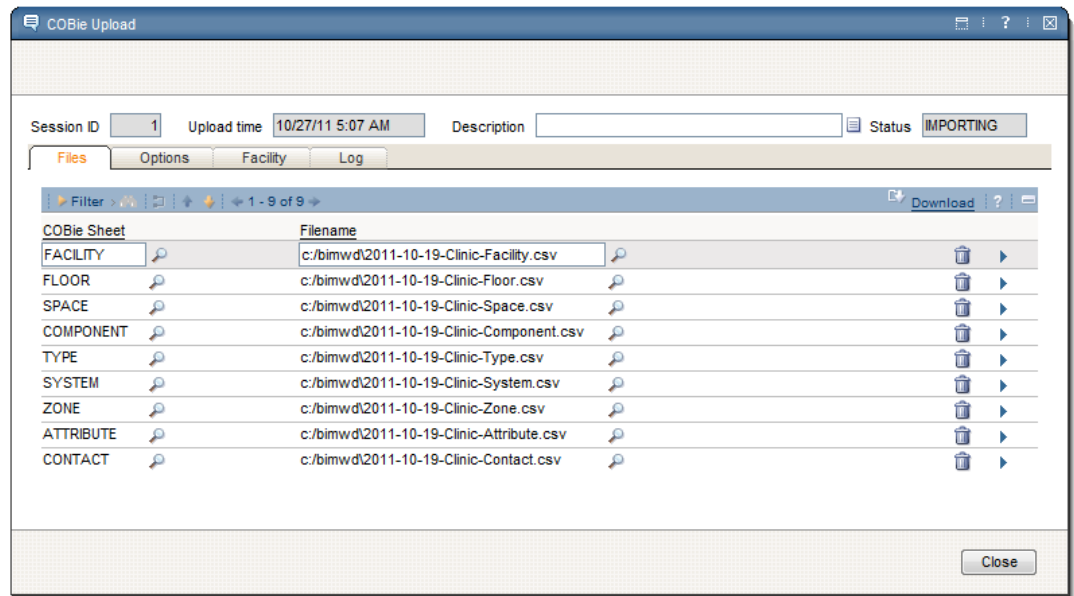 COBie Upload ?
Session ID 1 Upload time 10/27/11 5:07 AM Description Status IMPORTING
Files Options Facility Log
Filter 1 - 9 of 9 Download ?
COBie Sheet Filename
FACILITY c:/bimwd\2011-10-19-Clinic-Facility.csv
FLOOR c:/bimwd\2011-10-19-Clinic-Floor.csv
SPACE c:/bimwd\2011-10-19-Clinic-Space.csv
COMPONENT c:/bimwd\2011-10-19-Clinic-Component.csv
TYPE c:/bimwd\2011-10-19-Clinic-Type.csv
SYSTEM c:/bimwd\2011-10-19-Clinic-System.csv
ZONE c:/bimwd\2011-10-19-Clinic-Zone.csv
ATTRIBUTE c:/bimwd\2011-10-19-Clinic-Attribute.csv
CONTACT c:/bimwd\2011-10-19-Clinic-Contact.csv
Close